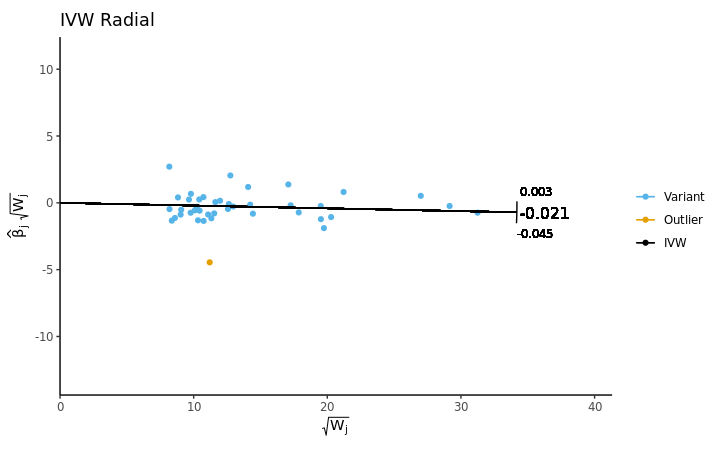 IVW Radial
10
5
0
-5
-10
β̂j √Wj
0.003
-0.021
-0.045
Variant
Outlier
IVW
0 10 20 30 40
√Wj